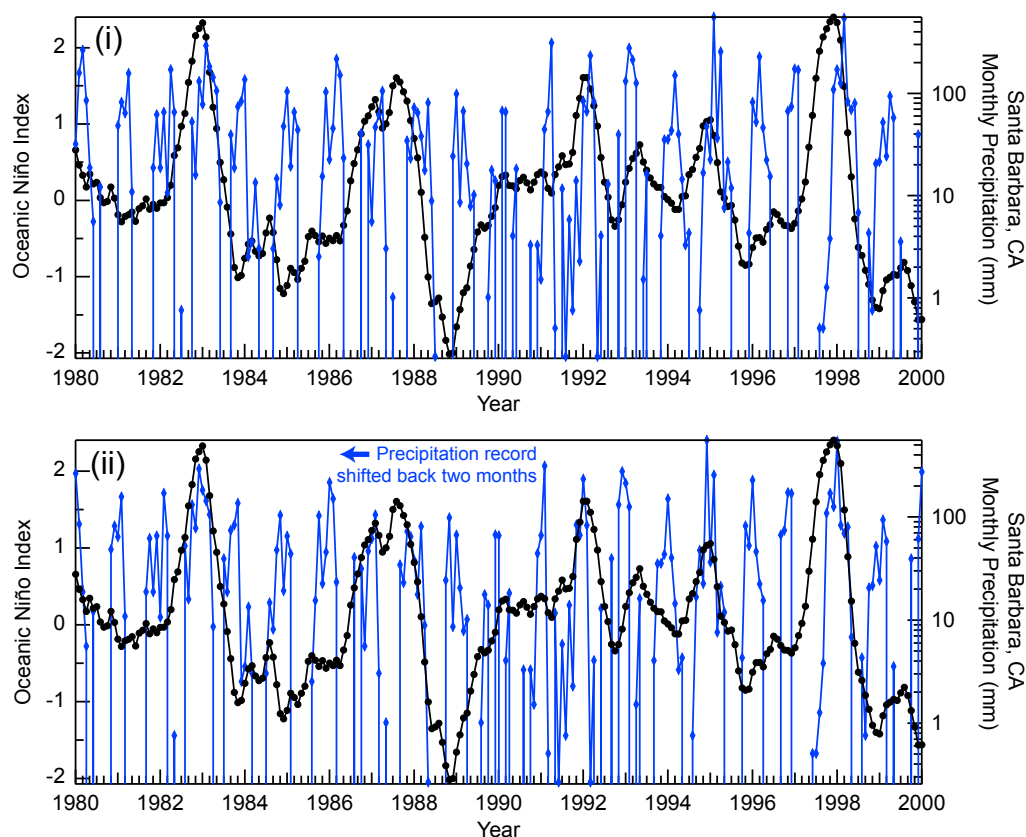 (i)
2
1
0
-1
-2
Oceanic Niño Index
100
10
1
Santa Barbara, CA
Monthly Precipitation (mm)
1980 1982 1984 1986 1988 1990 1992 1994 1996 1998 2000
Year
(ii)
Precipitation record
shifted back two months
2
1
0
-1
-2
Oceanic Niño Index
100
10
1
Santa Barbara, CA
Monthly Precipitation (mm)
1980 1982 1984 1986 1988 1990 1992 1994 1996 1998 2000
Year